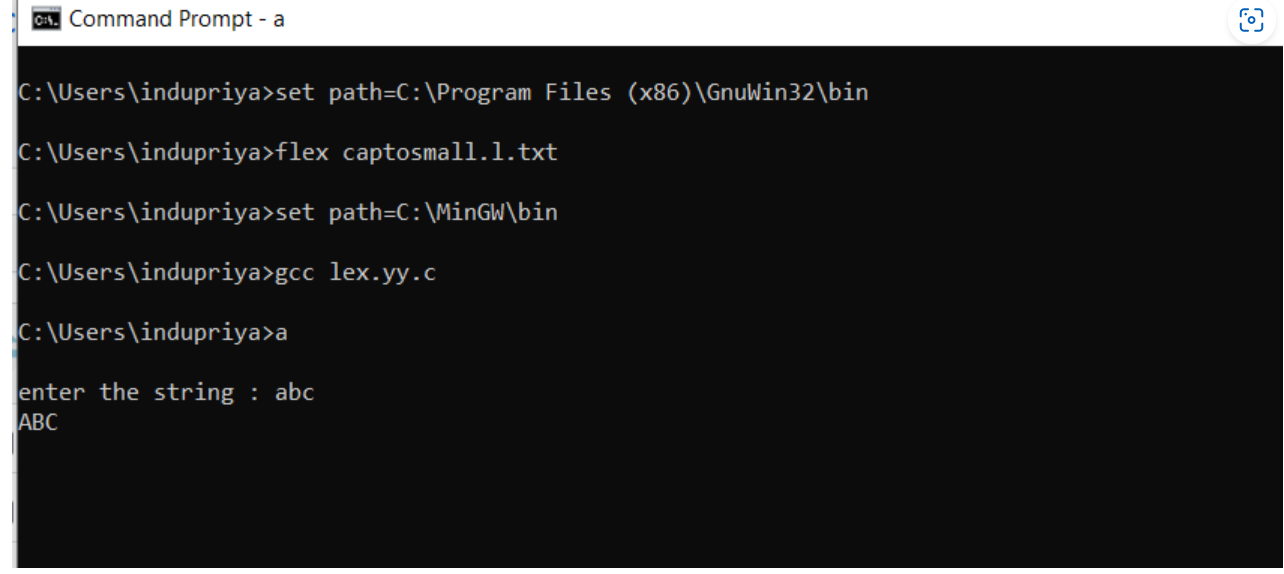 Command Prompt - a
C:\Users\indupriya>set path=C:\Program Files (x86)\GnuWin32\bin
C:\Users\indupriya>flex captosmall.l.txt
C:\Users\indupriya>set path=C:\MinGW\bin
C:\Users\indupriya>gcc lex.yy.c
C:\Users\indupriya>a
enter the string : abc
ABC